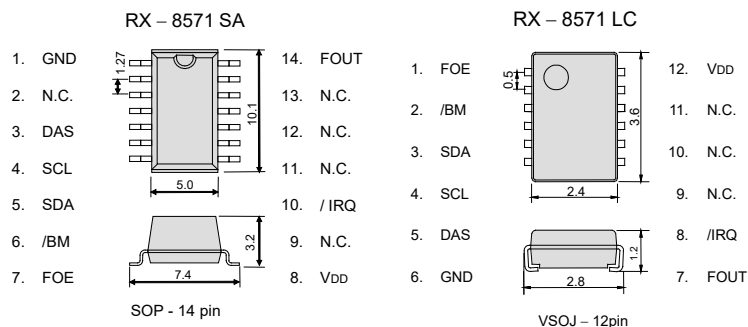 RX – 8571 SA
1. GND
2. N.C.
3. DAS
4. SCL
5. SDA
6. /BM
7. FOE
1.27
10.1
5.0
3.2
7.4
14. FOUT
13. N.C.
12. N.C.
11. N.C.
10. / IRQ
9. N.C.
8. VDD
SOP - 14 pin
RX – 8571 LC
1. FOE
2. /BM
3. SDA
4. SCL
5. DAS
6. GND
0.5
3.6
2.4
1.2
2.8
12. VDD
11. N.C.
10. N.C.
9. N.C.
8. /IRQ
7. FOUT
VSOJ – 12pin